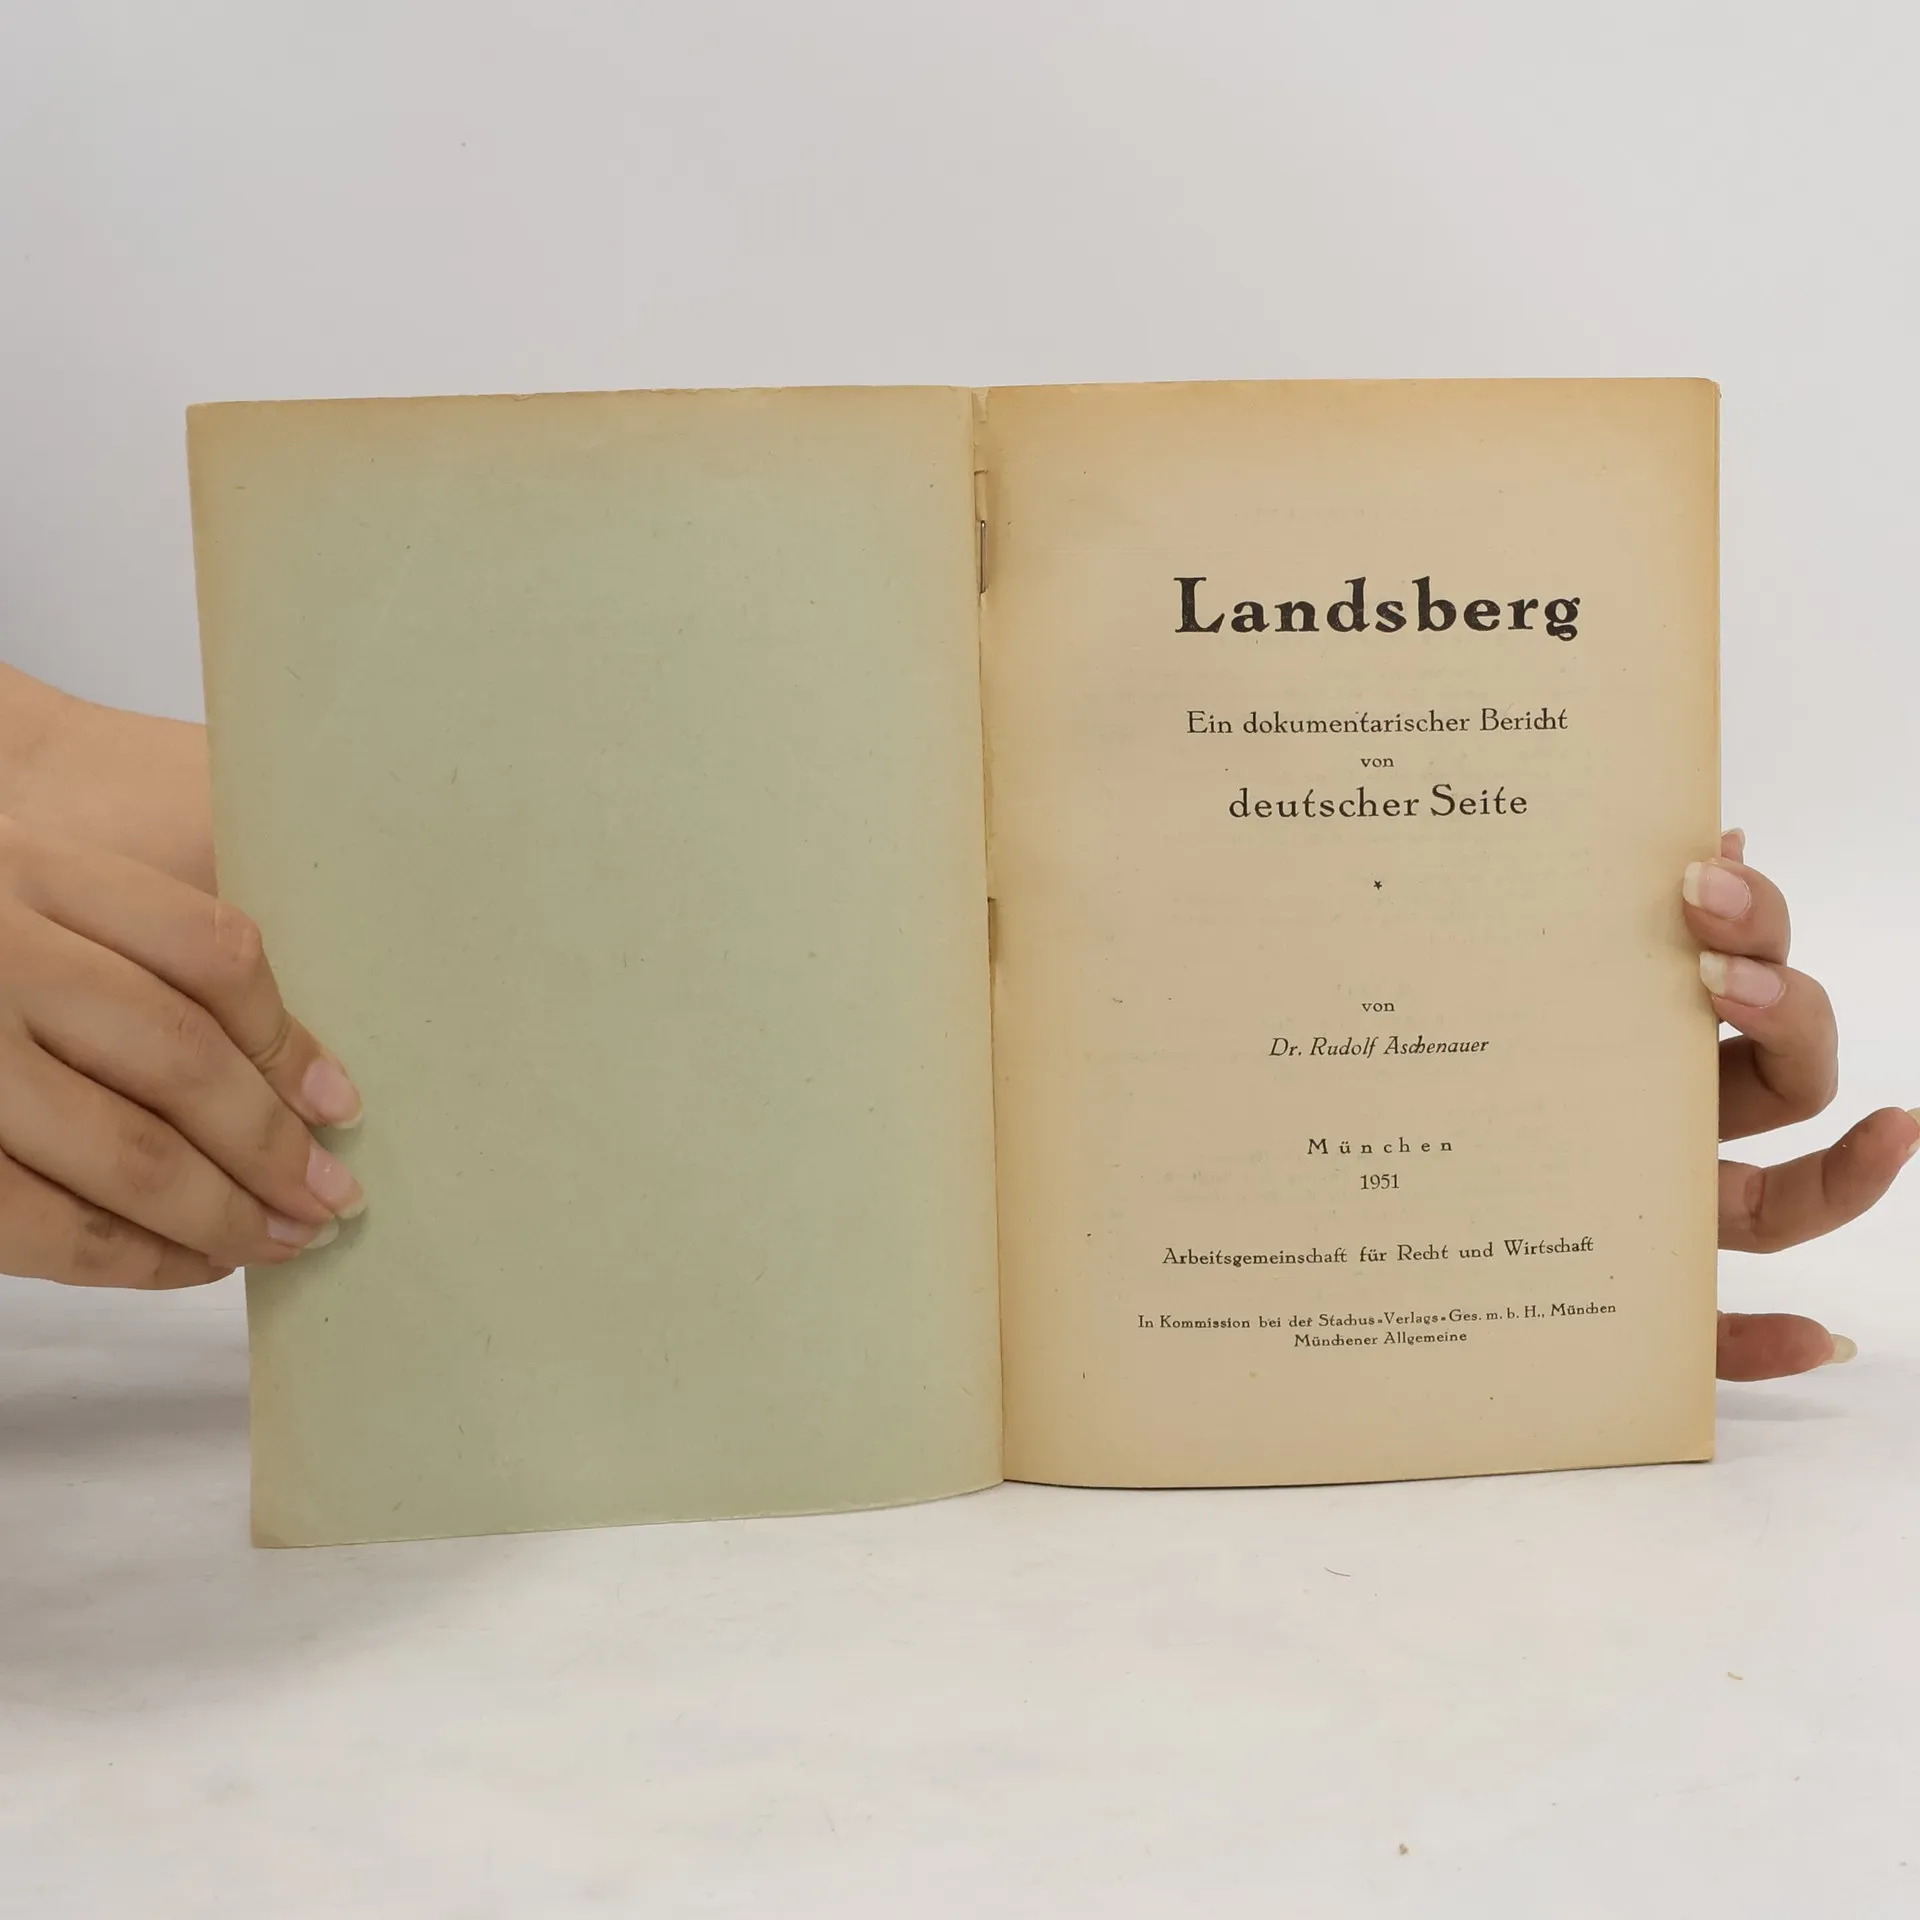 Landsberg
Ein dokumentarischer Bericht
von
deutscher Seite
*
von
Dr. Rudolf Aschenauer
München
1951
Arbeitsgemeinschaft für Recht und Wirtschaft
In Kommission bei der Stachus-Verlags-Ges. m. b. H., München
Münchener Allgemeine